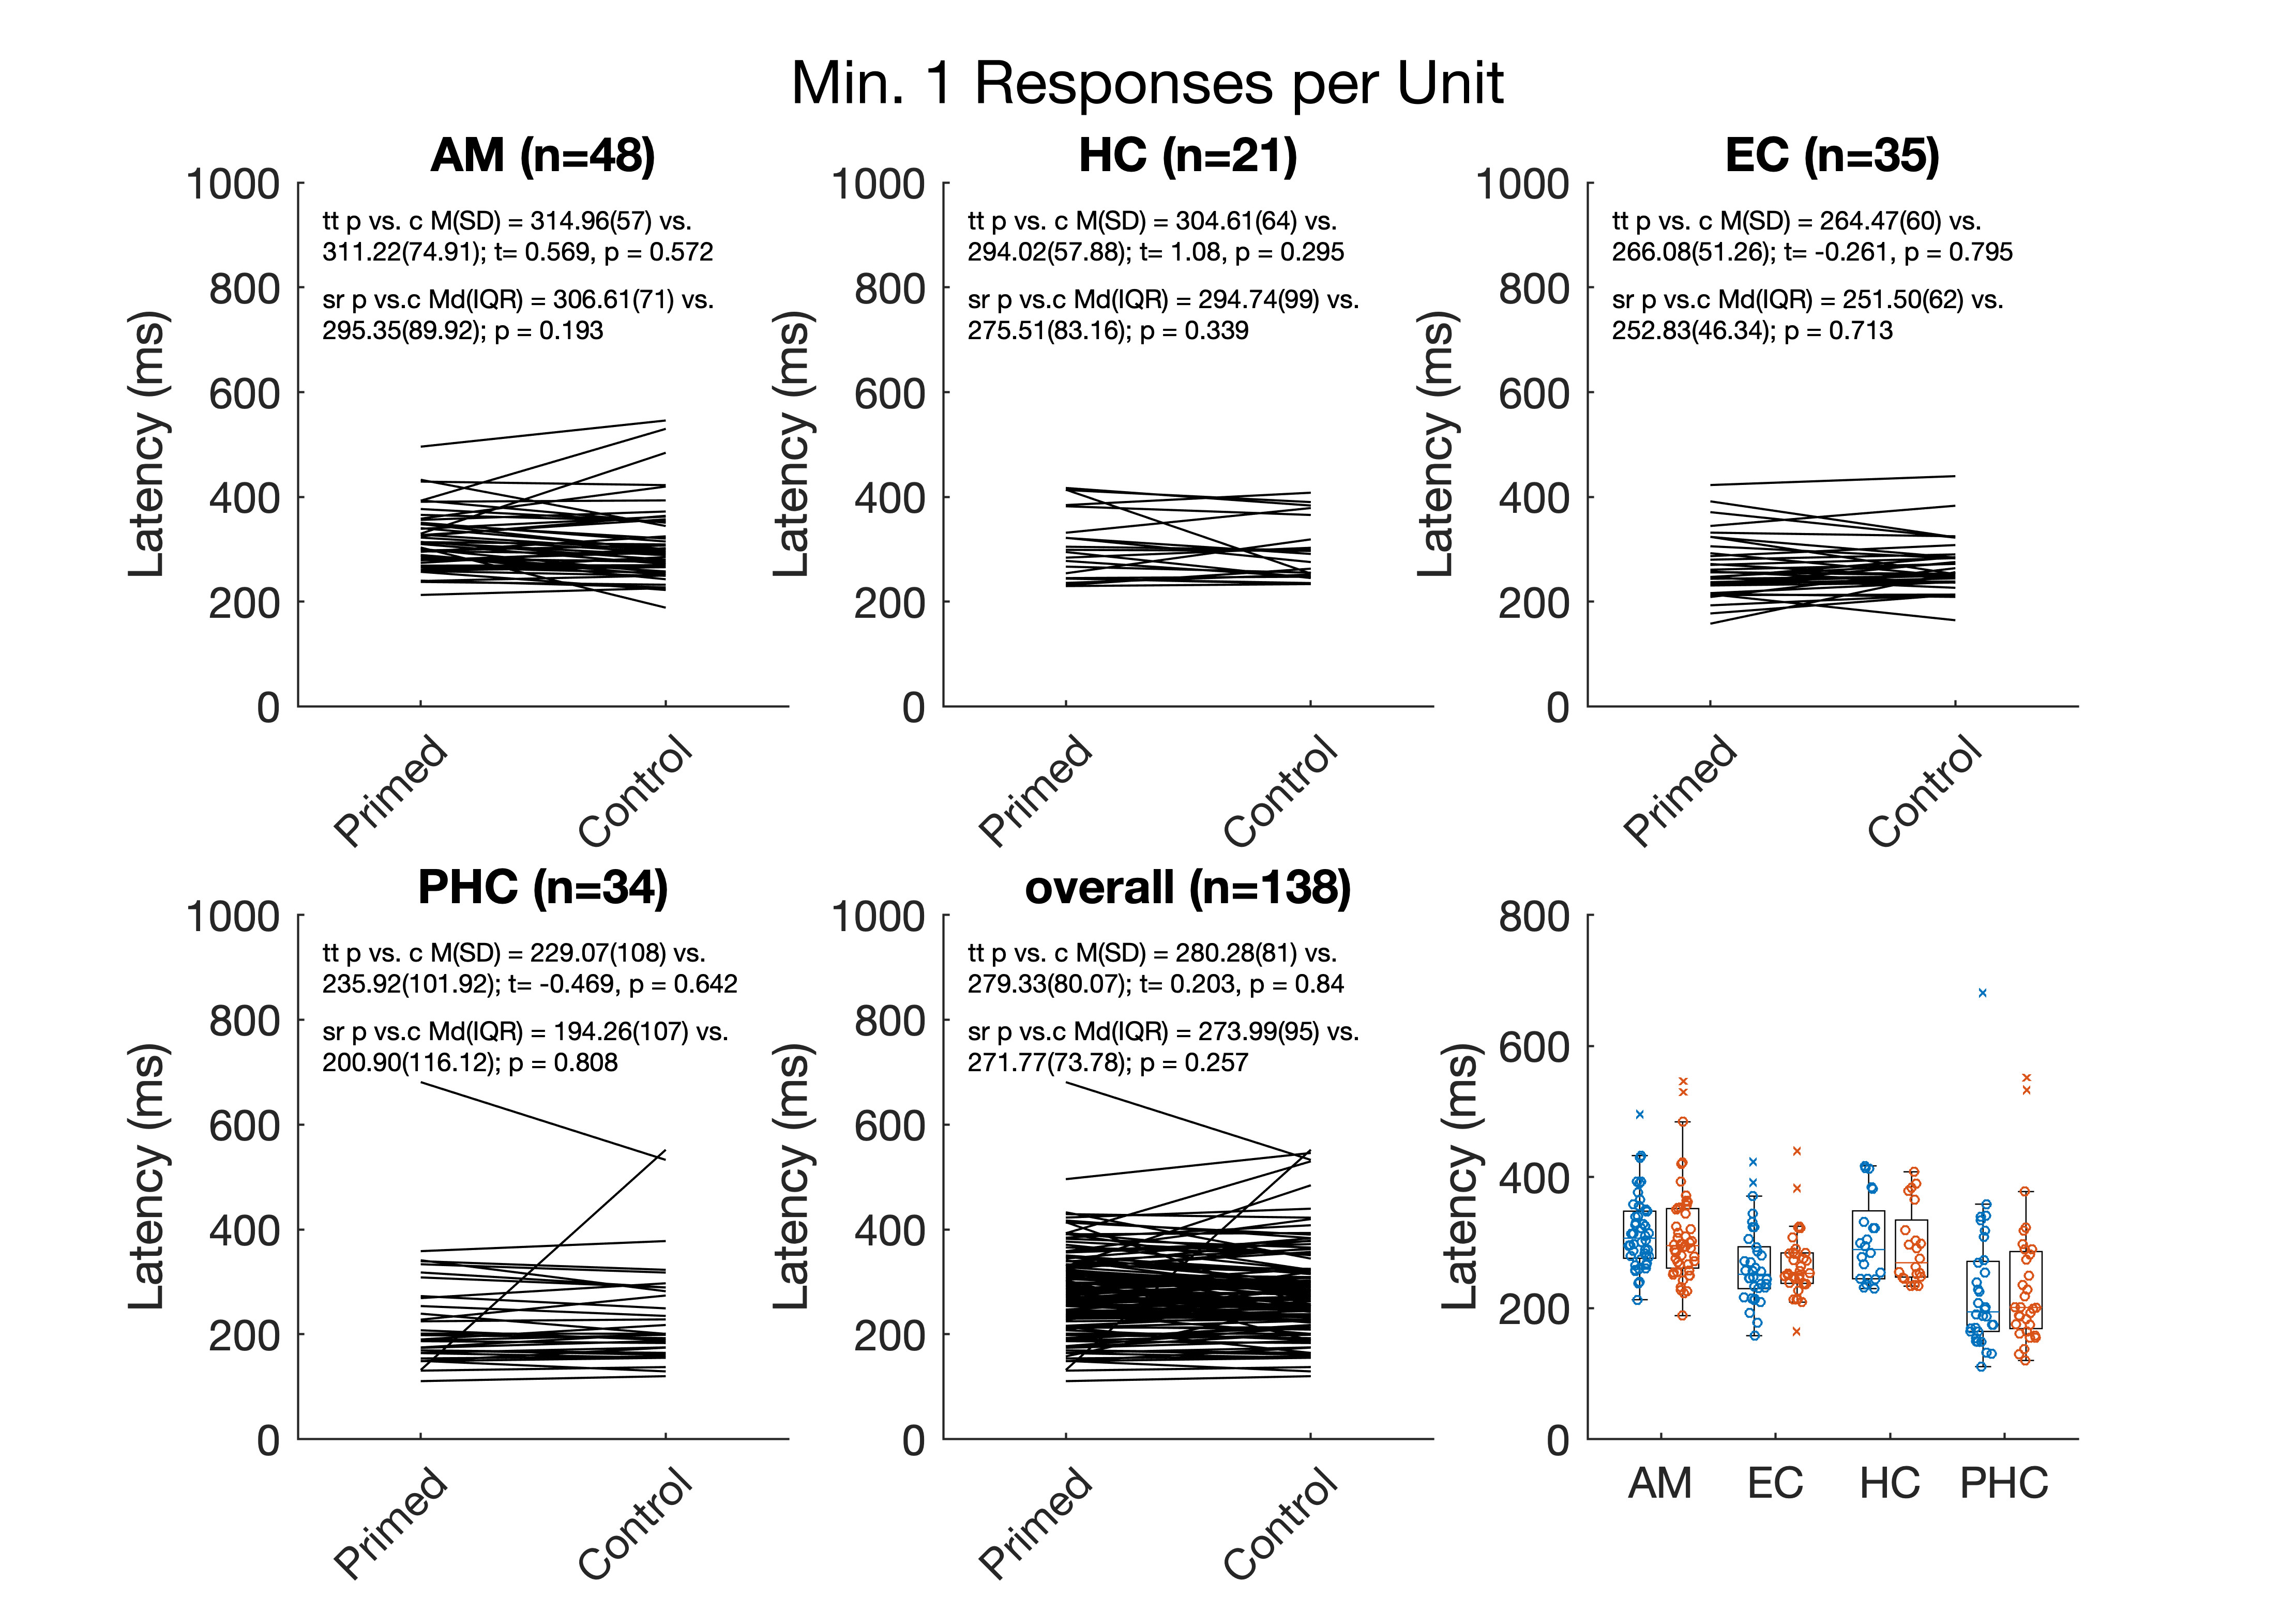 Min. 1 Responses per Unit
AM (n=48)
1000
800
600
400
200
0
Latency (ms)
tt p vs. c M(SD) = 314.96(57) vs.
311.22(74.91); t= 0.569, p = 0.572
sr p vs.c Md(IQR) = 306.61(71) vs.
295.35(89.92); p = 0.193
Primed
Control
HC (n=21)
1000
800
600
400
200
0
Latency (ms)
tt p vs. c M(SD) = 304.61(64) vs.
294.02(57.88); t= 1.08, p = 0.295
sr p vs.c Md(IQR) = 294.74(99) vs.
275.51(83.16); p = 0.339
Primed
Control
EC (n=35)
1000
800
600
400
200
0
Latency (ms)
tt p vs. c M(SD) = 264.47(60) vs.
266.08(51.26); t= -0.261, p = 0.795
sr p vs.c Md(IQR) = 251.50(62) vs.
252.83(46.34); p = 0.713
Primed
Control
PHC (n=34)
1000
800
600
400
200
0
Latency (ms)
tt p vs. c M(SD) = 229.07(108) vs.
235.92(101.92); t= -0.469, p = 0.642
sr p vs.c Md(IQR) = 194.26(107) vs.
200.90(116.12); p = 0.808
Primed
Control
overall (n=138)
1000
800
600
400
200
0
Latency (ms)
tt p vs. c M(SD) = 280.28(81) vs.
279.33(80.07); t= 0.203, p = 0.84
sr p vs.c Md(IQR) = 273.99(95) vs.
271.77(73.78); p = 0.257
Primed
Control
800
600
400
200
0
Latency (ms)
AM
EC
HC
PHC